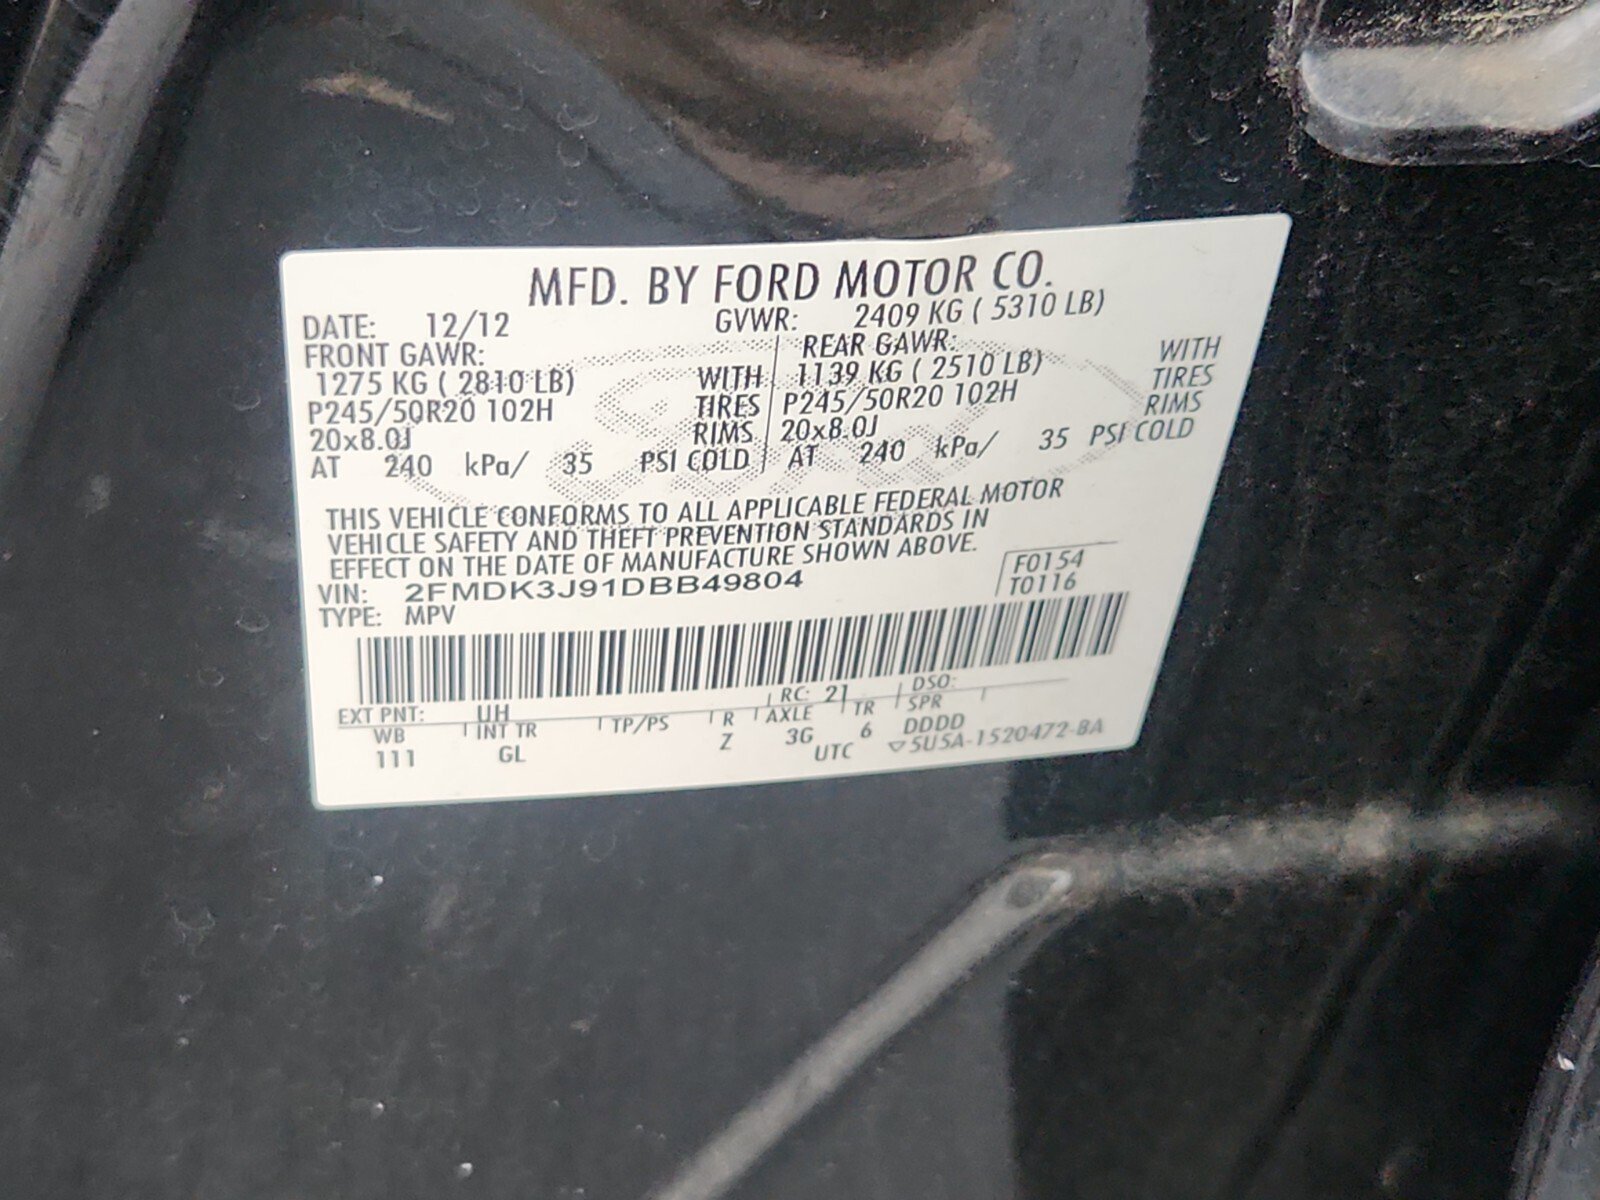 MFD. BY FORD MOTOR CO.
DATE: 12/12 GVWR: 2409 KG ( 5310 LB)
FRONT GAWR: REAR GAWR:
1275 KG ( 2810 LB) WITH 1139 KG ( 2510 LB) WITH
P245/50R20 102H TIRES P245/50R20 102H TIRES
20x8.0J RIMS 20x8.0J RIMS
AT 240 kPa/ 35 PSI COLD AT 240 kPa/ 35 PSI COLD
THIS VEHICLE CONFORMS TO ALL APPLICABLE FEDERAL MOTOR
VEHICLE SAFETY AND THEFT PREVENTION STANDARDS IN
EFFECT ON THE DATE OF MANUFACTURE SHOWN ABOVE.
VIN: 2FMDK3J91DBB49804 F0154
TYPE: MPV T0116
EXT PNT: UH RC: 21 DSO:
WB INT TR TP/PS R AXLE TR SPR
111 GL Z 3G 6 DDDD
UTC ▽5U5A-1520472-BA